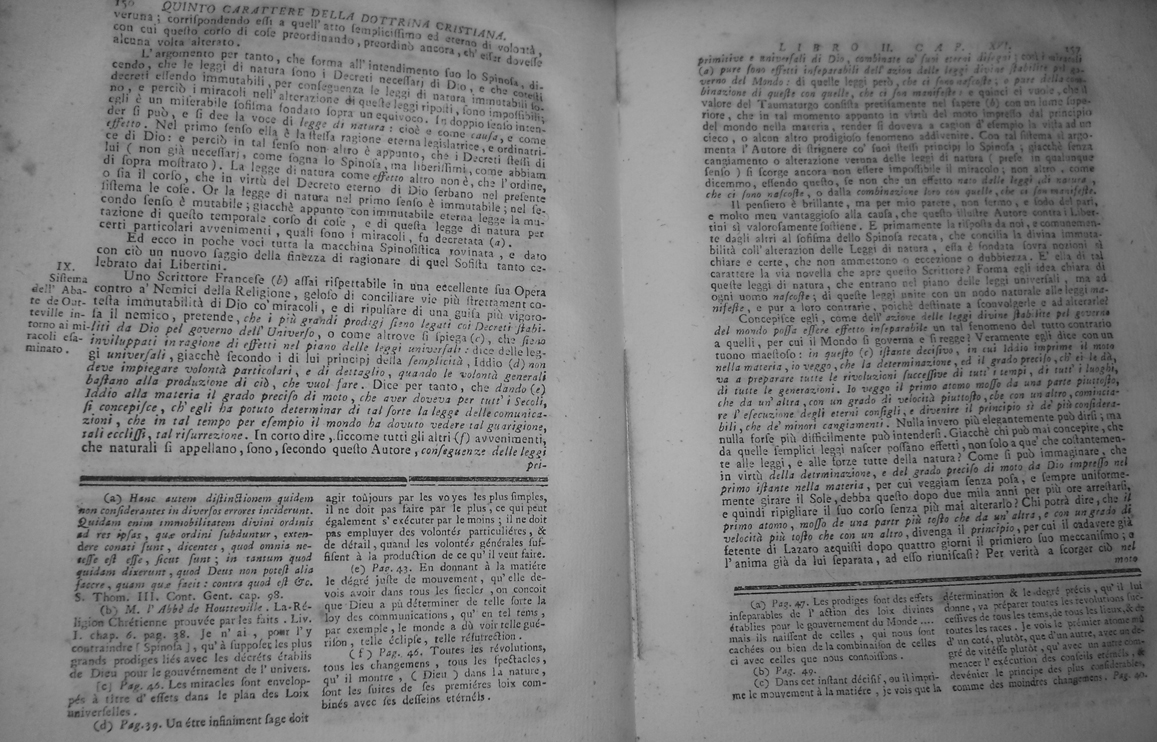 150 QUINTO CARATTERE DELLA DOTTRINA CRISTIANA.
veruna; corriſpondendo eſſi a quell'atto ſempliciſſimo ed eterno di volontà,
con cui queſto corſo di coſe preordinando, preordinò ancora, ch'eſſer doveſſe
alcuna volta alterato.
L'argomento per tanto, che forma all'intendimento ſuo lo Spinoſa, di-
cendo, che le leggi di natura ſono i Decreti neceſſarj di Dio, e che cotesti
decreti eſſendo immutabili, per conſeguenza le leggi di natura immutabili ſo-
no, e perciò i miracoli nell'alterazione di queſte leggi ripoſti, ſono impoſſibili,
egli è un miſerabile ſofiſma fondato ſopra un equivoco. In doppio ſenſo inten-
der ſi può, e ſi dee la voce di legge di natura: cioè e come cauſa, e come
effetto. Nel primo ſenſo ella è la ſteſſa ragione eterna legislatrice, e ordinatri-
ce di Dio: e perciò in tal ſenſo non altro è appunto, che i Decreti ſteſſi di
lui (non già neceſſarj, come ſogna lo Spinoſa, ma liberiſſimi, come abbiam
di ſopra moſtrato). La legge di natura come effetto altro non è, che l'ordine,
o ſia il corſo, che in virtù del Decreto eterno di Dio ſerbano nel preſente
ſiſtema le coſe. Or la legge di natura nel primo ſenſo è immutabile; nel ſe-
condo ſenſo è mutabile; giacchè appunto con immutabile eterna legge la mu-
razione di queſto temporale corſo di coſe, e di queſta legge di natura per
certi particolari avvenimenti, quali ſono i miracoli, fu decretata (a).
Ed ecco in poche voci tutta la macchina Spinoſiſtica rovinata, e dato
con ciò un nuovo ſaggio della finezza di ragionare di quel Sofiſta tanto ce-
lebrato dai Libertini.
IX.
Siſtema
dell' Aba-
te de Out-
teville in-
torno ai mi-
racoli eſa-
minato.
Uno Scrittore Franceſe (b) aſſai riſpettabile in una eccellente ſua Opera
contro a' Nemici della Religione, geloſo di conciliare vie più ſtrettamente co-
teſta immutabilità di Dio co' miracoli, e di ripulſare di una guiſa più vigoro-
ſa il nemico, pretende, che i più grandi prodigj ſieno legati coi Decreti ſtabi-
liti da Dio pel governo dell'Univerſo, o come altrove ſi ſpiega (c), che ſieno
inviluppati in ragione di effetti nel piano delle leggi univerſali: dice delle leg-
gi univerſali, giacchè ſecondo i di lui principj della ſemplicità, Iddio (d) non
deve impiegare volontà particolari, e di dettaglio, quando le volontà generali
baſtano alla produzione di ciò, che vuol fare. Dice per tanto, che dando (e)
Iddio alla materia il grado preciſo di moto, che aver doveva per tutt'i Secoli,
ſi concepiſce, ch'egli ha potuto determinar di tal ſorte la legge delle comunica-
zioni, che in tal tempo per eſempio il mondo ha dovuto vedere tal guarigione,
tali eccliſſi, tal riſurrezione. In corto dire, ſiccome tutti gli altri (f) avvenimenti,
che naturali ſi appellano, ſono, ſecondo queſto Autore, conſeguenze delle leggi
pri-
(a) Hanc autem diſtinctionem quidem
non conſiderantes in diverſos errores inciderunt.
Quidam enim immobilitatem divini ordinis
ad res ipſas, quæ ordini ſubduntur, exten-
dere conati ſunt, dicentes, quod omnia ne-
ceſſe eſt eſſe, ſicut ſunt; in tantum quod
quidam dixerunt, quod Deus non poteſt alia
facere, quam quæ facit: contra quod eſt &c.
S. Thom. III. Cont. Gent. cap. 98.
(b) M. l'Abbé de Houtteville. La-Ré-
ligion Chrétienne prouvée par les faits. Liv.
I. chap. 6. pag. 38. Je n'ai, pour l'y
contraindre [Spinoſa], qu'à ſuppoſec les plus
grands prodiges liés avec les décréts établis
de Dieu pour le gouvérnement de l'univers.
(c) Pag. 46. Les miracles ſont envelop-
pés à titre d'effets dans le plan des Loix
univerſelles.
(d) Pag. 39. Un étre infiniment ſage doit
agir toûjours par les voyes les plus ſimples,
il ne doit pas faire par le plus, ce qui peut
également s'exécuter par le moins; il ne doit
pas employer des volontés particuliéres, &
de détail, quand les volontés générales ſuf-
fiſent à la production de ce qu'il veut faire.
(e) Pag. 43. En donnant à la matiére
le dégré juſte de mouvement, qu'elle de-
vois avoir dans tous les ſiecles, on conçoit
que Dieu a pû déterminer de telle ſorte la
loy des communications, qu'en tel tems,
par exemple, le monde a dû voir telle gué-
riſon, telle éclipſe, telle réſurrection.
(f) Pag. 46. Toutes les révolutions,
tous les changemens, tous les ſpectacles,
qu'il montre, (Dieu) dans la nature,
ſont les ſuites de ſes premiéres loix com-
binés avec ſes deſſeins eternéls.
LIBRO II. CAP. XVI.
primitive e univerſali di Dio, combinate co' ſuoi eterni diſegni; così i miracoli
(a) pure ſono effetti inſeparabili dell'azion delle leggi divine ſtabilite pel go-
verno del Mondo: di quelle leggi però, che ci ſono naſcoſte, o pure della com-
binazione di queſte con quelle, che ci ſon manifeſte: e quinci ei vuole, che il
valore del Taumaturgo conſiſta preciſamente nel ſapere (b) con un lume ſupe-
riore, che in tal momento appunto in virtù del moto impreſſo dal principio
del mondo nella materia, render ſi doveva a cagion d'eſempio la viſta ad un
cieco, o alcun altro prodigioſo fenomeno addivenire. Con tal ſiſtema ſi argo-
menta l'Autore di ſtrignere co' ſuoi ſteſſi principj lo Spinoſa; giacchè ſenza
cangiamento o alterazione veruna delle leggi di natura (preſe in qualunque
ſenſo) ſi ſcorge ancora non eſſere impoſſibile il miracolo; non altro, come
dicemmo, eſſendo queſto, ſe non che un effetto nato dalle leggi di natura,
che ci ſono naſcoſte, o dalla combinazione loro con quelle, che ci ſon manifeſte.
Il penſiero è brillante, ma per mio parere, non fermo, e ſodo del pari,
e molto men vantaggioſo alla cauſa, che queſto illuſtre Autore contra i Liber-
tini sì valoroſamente ſoſtiene. E primamente la riſpoſta da noi, e comunemen-
te dagli altri al ſofiſma dello Spinoſa recata, che concilia la divina immuta-
bilità coll'alterazion delle Leggi di natura, eſſa è fondata ſovra nozioni sì
chiare e certe, che non ammettono o eccezione o dubbiezza. E' ella di tal
carattere la via novella che apre queſto Scrittore? Forma egli idea chiara di
queſte leggi di natura, che entrano nel piano delle leggi univerſali, ma ad
ogni uomo naſcoſte; di queſte leggi unite con un nodo naturale alle leggi ma-
nifeſte, e pur a loro contrarie, poichè deſtinate a ſconvolgerle e ad alterarle?
Concepiſce egli, come dell'azione delle leggi divine ſtabilite pel governo
del mondo poſſa eſſere effetto inſeparabile un tal fenomeno del tutto contrario
a quelli, per cui il Mondo ſi governa e ſi regge? Veramente egli dice con un
tuono maeſtoſo: in queſto (c) iſtante deciſivo, in cui Iddio imprime il moto
nella materia, io veggo, che la determinazione, ed il grado preciſo, ch'ei le dà,
va a preparare tutte le rivoluzioni ſucceſſive di tutt'i tempi, di tutt'i luoghi,
di tutte le generazioni. Io veggo il primo atomo moſſo da una parte piuttoſto,
che da un'altra, con un grado di velocità piuttoſto, che con un altro, comincia-
re l'eſecuzione degli eterni conſigli, e divenire il principio sì de' più conſidera-
bili, che de' minori cangiamenti. Nulla invero più elegantemente può dirſi; ma
nulla forſe più difficilmente può intenderſi. Giacchè chi può mai concepire, che
da quelle ſemplici leggi naſcer poſſano effetti, non ſolo a que' che coſtantemen-
te alle leggi, e alle forze tutte della natura? Come ſi può immaginare, che
in virtù della determinazione, e del grado preciſo di moto da Dio impreſſo nel
primo iſtante nella materia, per cui veggiam ſenza poſa, e ſempre uniforme-
mente girare il Sole, debba queſto dopo due mila anni per più ore arreſtarſi,
e quindi ripigliare il ſuo corſo ſenza più mai alterarlo? Chi potrà dire, che il
primo atomo, moſſo da una parte più toſto che da un'altra, e con un grado di
velocità più toſto che con un altro, divenga il principio, per cui il cadavere già
fetente di Lazaro acquiſti dopo quattro giorni il primiero ſuo meccaniſmo; o
l'anima già da lui ſeparata, ad eſſo riuniſcaſi? Per verità a ſcorger ciò nel
moto
(a) Pag. 47. Les prodiges ſont des effets
inſeparables de l'action des loix divines
établies pour le gouvernement du Monde ....
mais ils naiſſent de celles, qui nous ſont
cachées ou bien de la combination de celles
ci avec celles que nous connoiſſons.
(b) Pag. 49.
(c) Dans cet inſtant déciſif, ou il impri-
me le mouvement à la matiére, je vois que la
détermination & le degré précis, qu'il lui
donne, va préparer toutes les revolutions ſuc-
ceſſives de tous les tems, de tous les lieux, & de
toutes les races. Je vois le premier atome mû
d'un coté, plutôt, que d'un autre, avec un de-
gré de viteſſe plutôt, qu'avec un autre com-
mencer l'exécution des conſeils eternéls, &
devénier le principe des plus conſidérables,
comme des moindres changemens. Pag. 40.